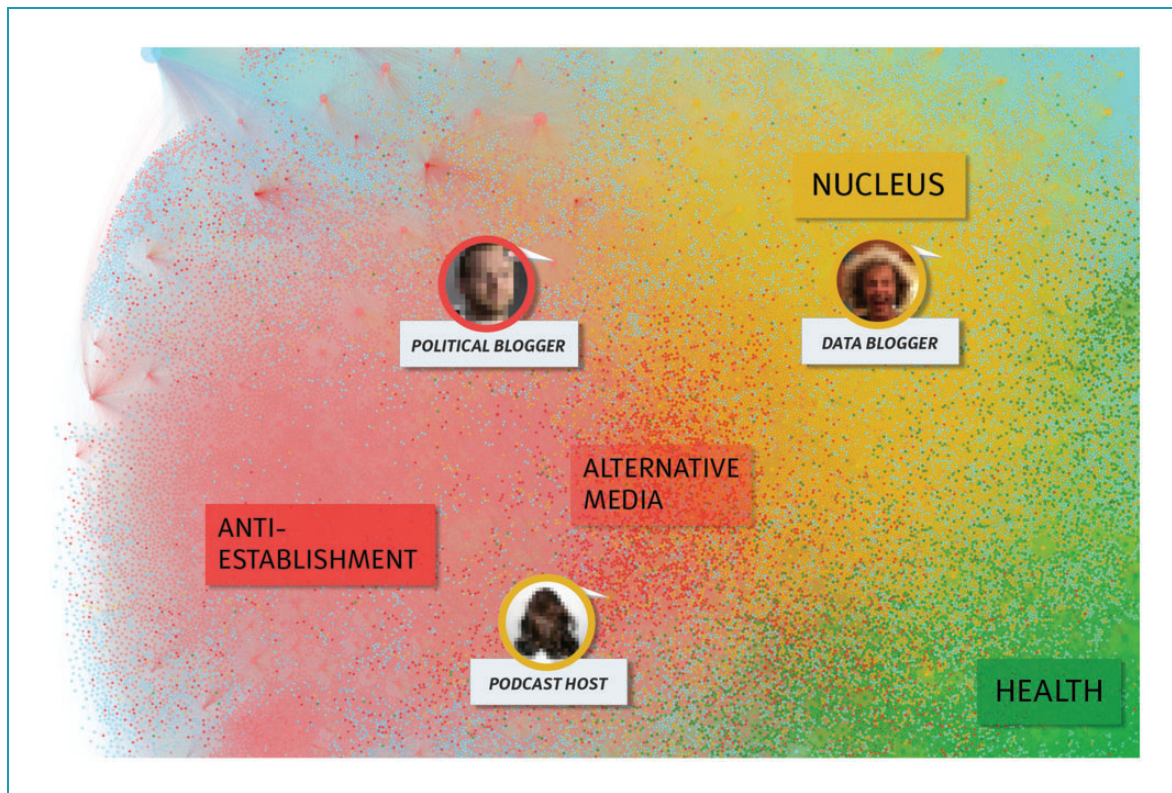 NUCLEUS
POLITICAL BLOGGER
DATA BLOGGER
ALTERNATIVE
MEDIA
ANTI-
ESTABLISHMENT
PODCAST HOST
HEALTH